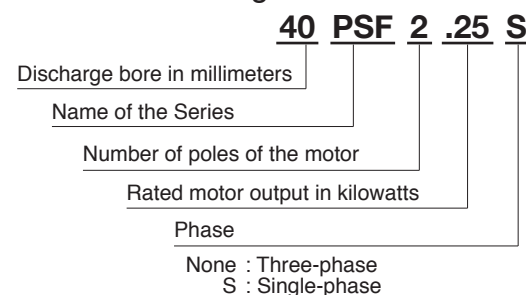 40 PSF 2 .25 S
Discharge bore in millimeters
Name of the Series
Number of poles of the motor
Rated motor output in kilowatts
Phase
None : Three-phase
S : Single-phase